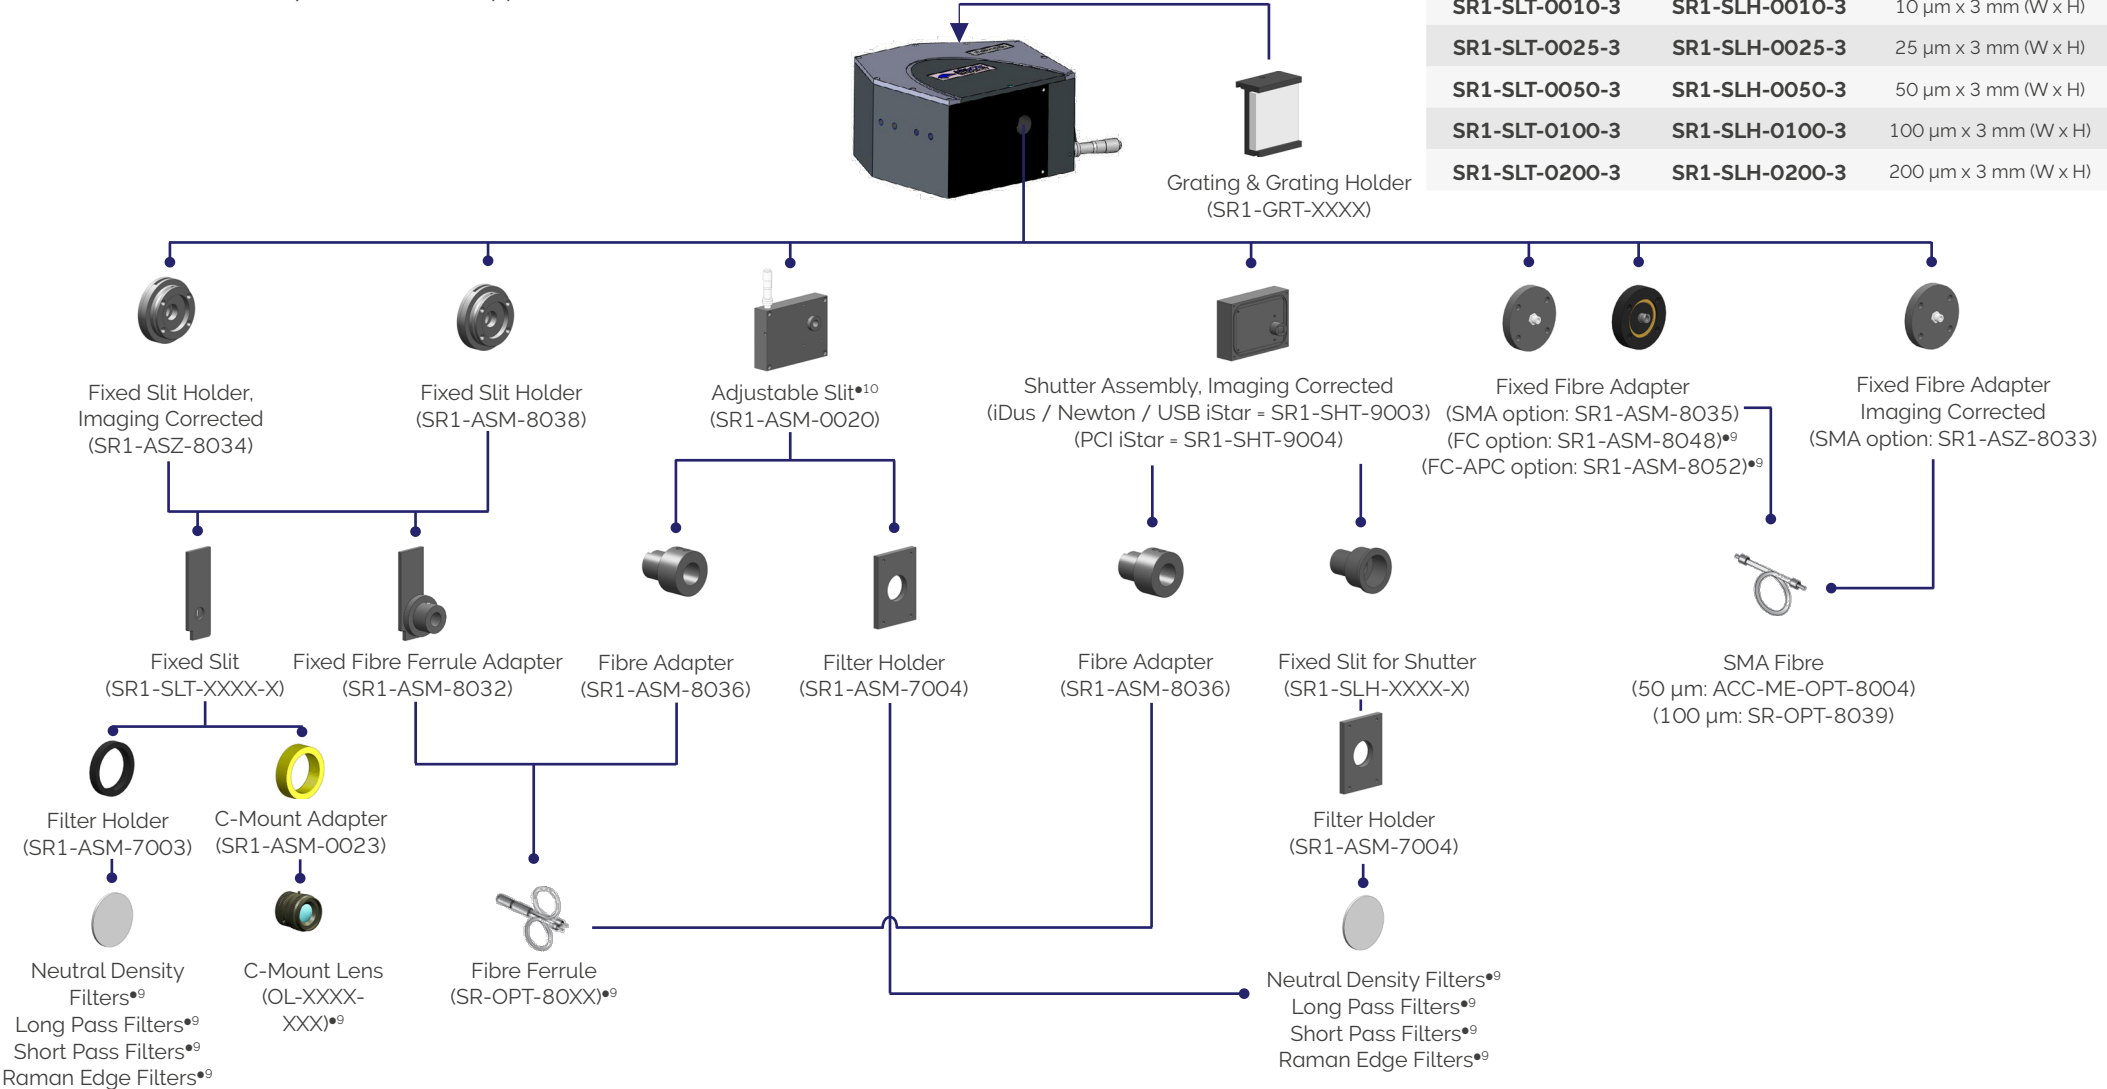 SR1-SLT-0010-3 SR1-SLH-0010-3 10 µm x 3 mm (W x H)
SR1-SLT-0025-3 SR1-SLH-0025-3 25 µm x 3 mm (W x H)
SR1-SLT-0050-3 SR1-SLH-0050-3 50 µm x 3 mm (W x H)
SR1-SLT-0100-3 SR1-SLH-0100-3 100 µm x 3 mm (W x H)
SR1-SLT-0200-3 SR1-SLH-0200-3 200 µm x 3 mm (W x H)
Grating & Grating Holder
(SR1-GRT-XXXX)
Fixed Slit Holder,
Imaging Corrected
(SR1-ASZ-8034)
Fixed Slit Holder
(SR1-ASM-8038)
Adjustable Slit•10
(SR1-ASM-0020)
Shutter Assembly, Imaging Corrected
(iDus / Newton / USB iStar = SR1-SHT-9003)
(PCI iStar = SR1-SHT-9004)
Fixed Fibre Adapter
(SMA option: SR1-ASM-8035)
(FC option: SR1-ASM-8048)•9
(FC-APC option: SR1-ASM-8052)•9
Fixed Fibre Adapter
Imaging Corrected
(SMA option: SR1-ASZ-8033)
Fixed Slit
(SR1-SLT-XXXX-X)
Fixed Fibre Ferrule Adapter
(SR1-ASM-8032)
Fibre Adapter
(SR1-ASM-8036)
Filter Holder
(SR1-ASM-7004)
Fibre Adapter
(SR1-ASM-8036)
Fixed Slit for Shutter
(SR1-SLH-XXXX-X)
SMA Fibre
(50 µm: ACC-ME-OPT-8004)
(100 µm: SR-OPT-8039)
Filter Holder
(SR1-ASM-7003)
C-Mount Adapter
(SR1-ASM-0023)
Filter Holder
(SR1-ASM-7004)
Neutral Density
Filters•9
Long Pass Filters•9
Short Pass Filters•9
Raman Edge Filters•9
C-Mount Lens
(OL-XXXX-
XXX)•9
Fibre Ferrule
(SR-OPT-80XX)•9
Neutral Density Filters•9
Long Pass Filters•9
Short Pass Filters•9
Raman Edge Filters•9